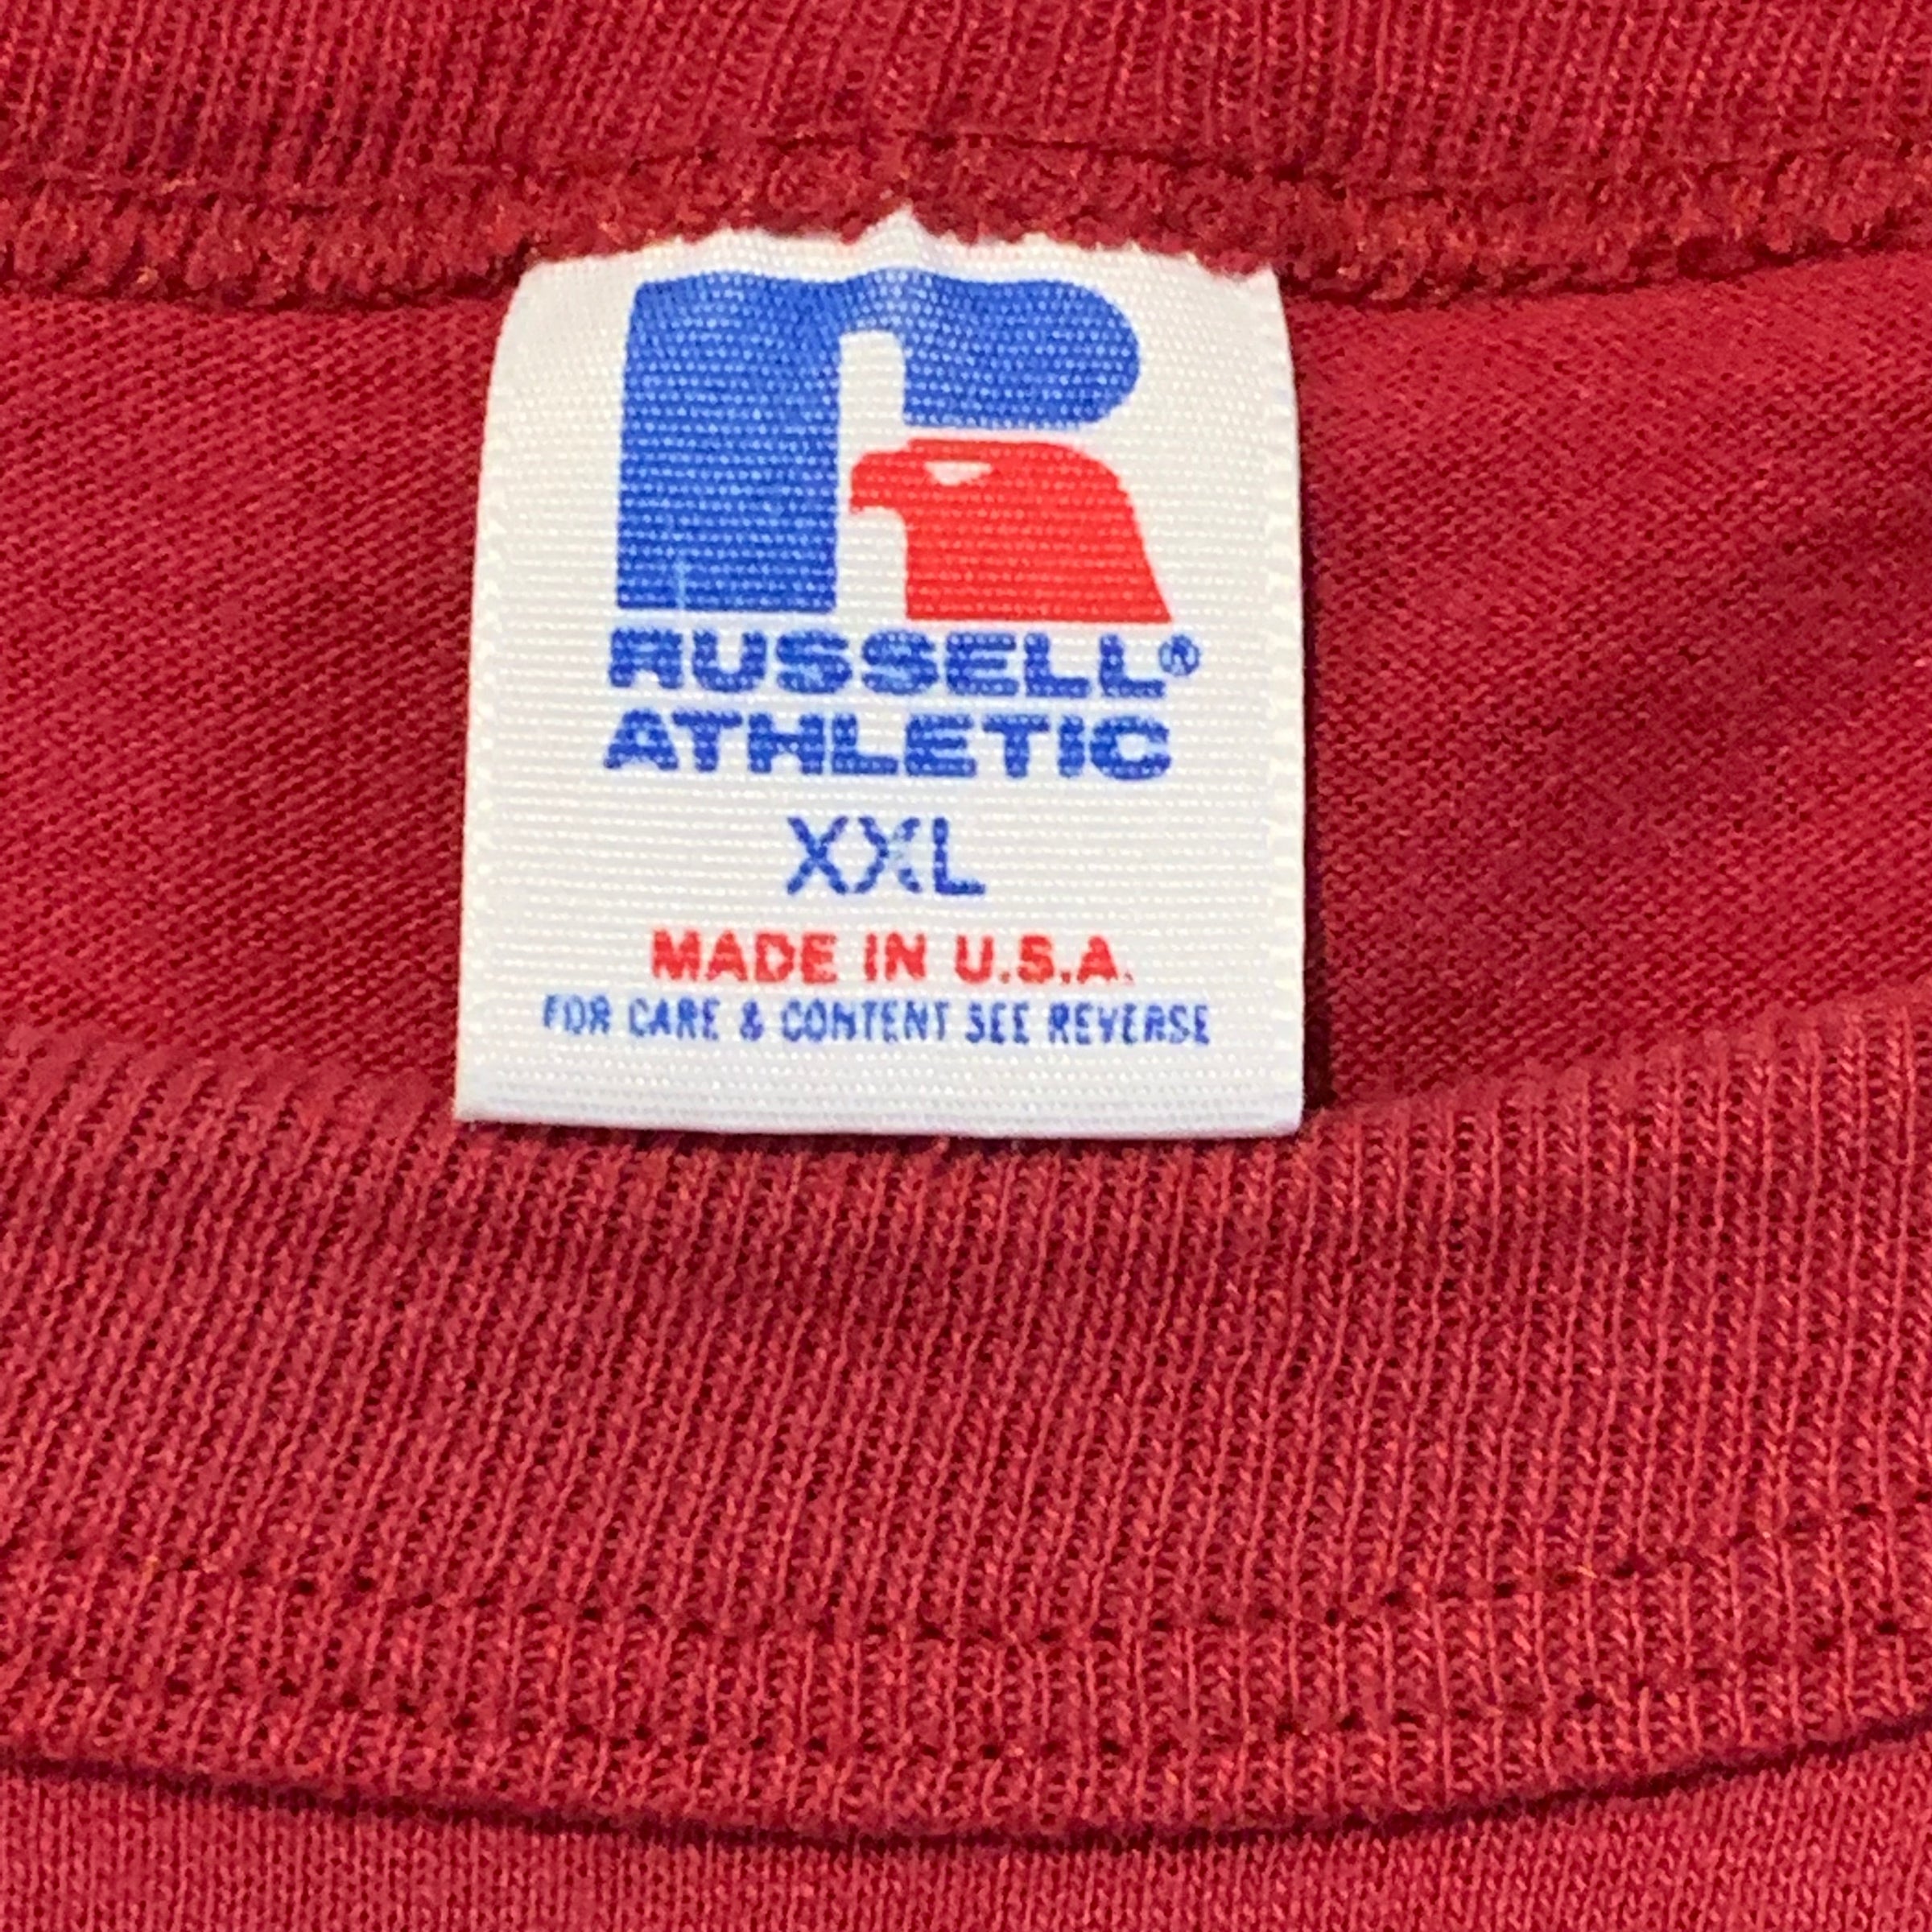 RUSSELL®
ATHLETIC
XXL
MADE IN U.S.A.
FOR CARE & CONTENT SEE REVERSE